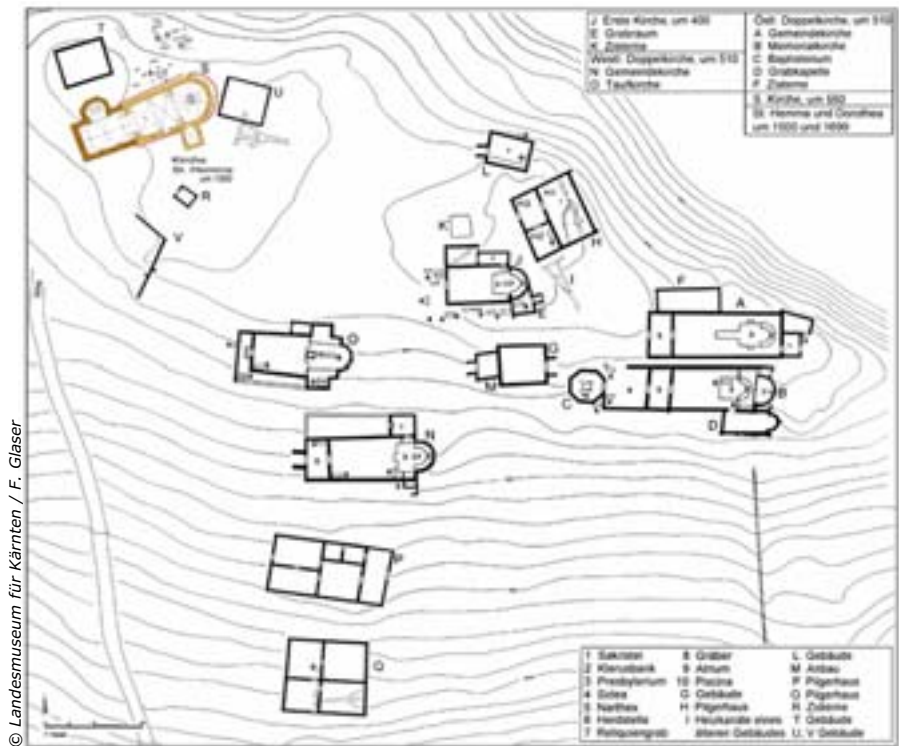 J Erste Kirche, um 400
E Grabraum
K Zisterne
Westl. Doppelkirche, um 510
N Gemeindekirche
O Taufkirche
Östl. Doppelkirche, um 510
A Gemeindekirche
B Memorialkirche
C Baptisterium
D Grabkapelle
F Zisterne
S Kirche, um
St. Hemma und Dorothea
um 1500 und
T
S
U
Kirche
St. Hemma
R
V
L
K
H
J
I
E
F
A
O
G
M
C
B
D
N
P
Q
1 Sakristei
2 Klerusbank
3 Presbyterium
4 Solea
5 Narthex
6 Herdstelle
7 Reliquiengrab
8 Gräber
9 Atrium
10 Piscina
G Gebäude
H Pilgerhaus
I Heizkanäle eines
älteren Gebäudes
L Gebäude
M Anbau
P Pilgerhaus
Q Pilgerhaus
R Zisterne
T Gebäude
U, V Gebäude
© Landesmuseum für Kärnten / F. Glaser